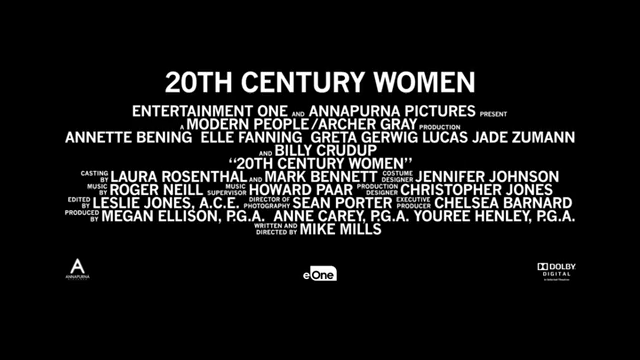 20TH CENTURY WOMEN
ENTERTAINMENT ONE AND ANNAPURNA PICTURES PRESENT
A MODERN PEOPLE/ARCHER GRAY PRODUCTION
ANNETTE BENING ELLE FANNING GRETA GERWIG LUCAS JADE ZUMANN
AND BILLY CRUDUP
“20TH CENTURY WOMEN”
CASTING BY LAURA ROSENTHAL AND MARK BENNETT COSTUME DESIGNER JENNIFER JOHNSON
MUSIC BY ROGER NEILL MUSIC SUPERVISOR HOWARD PAAR PRODUCTION DESIGNER CHRISTOPHER JONES
EDITED BY LESLIE JONES, A.C.E. DIRECTOR OF PHOTOGRAPHY SEAN PORTER EXECUTIVE PRODUCER CHELSEA BARNARD
PRODUCED BY MEGAN ELLISON, P.G.A. ANNE CAREY, P.G.A. YOUREE HENLEY, P.G.A.
WRITTEN AND DIRECTED BY MIKE MILLS
A ANNAPURNA
eOne
DOLBY
DIGITAL